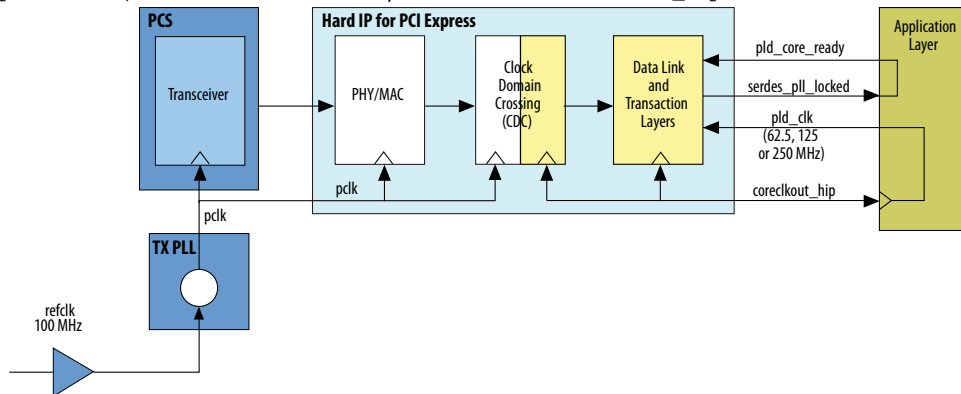 PCS
Hard IP for PCI Express
Application
Layer
Transceiver
PHY/MAC
Clock
Domain
Crossing
(CDC)
Data Link
and
Transaction
Layers
pld_core_ready
serdes_pll_locked
pld_clk
(62.5, 125
or 250 MHz)
coreclkout_hip
pclk
pclk
TX PLL
refclk
100 MHz